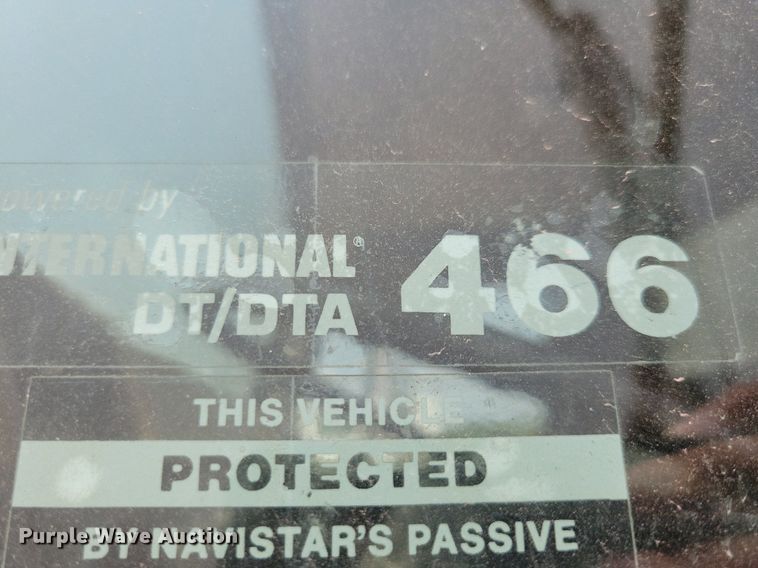 powered by
INTERNATIONAL®
DT/DTA 466
THIS VEHICLE
PROTECTED
BY NAVISTAR'S PASSIVE
Purple Wave Auction